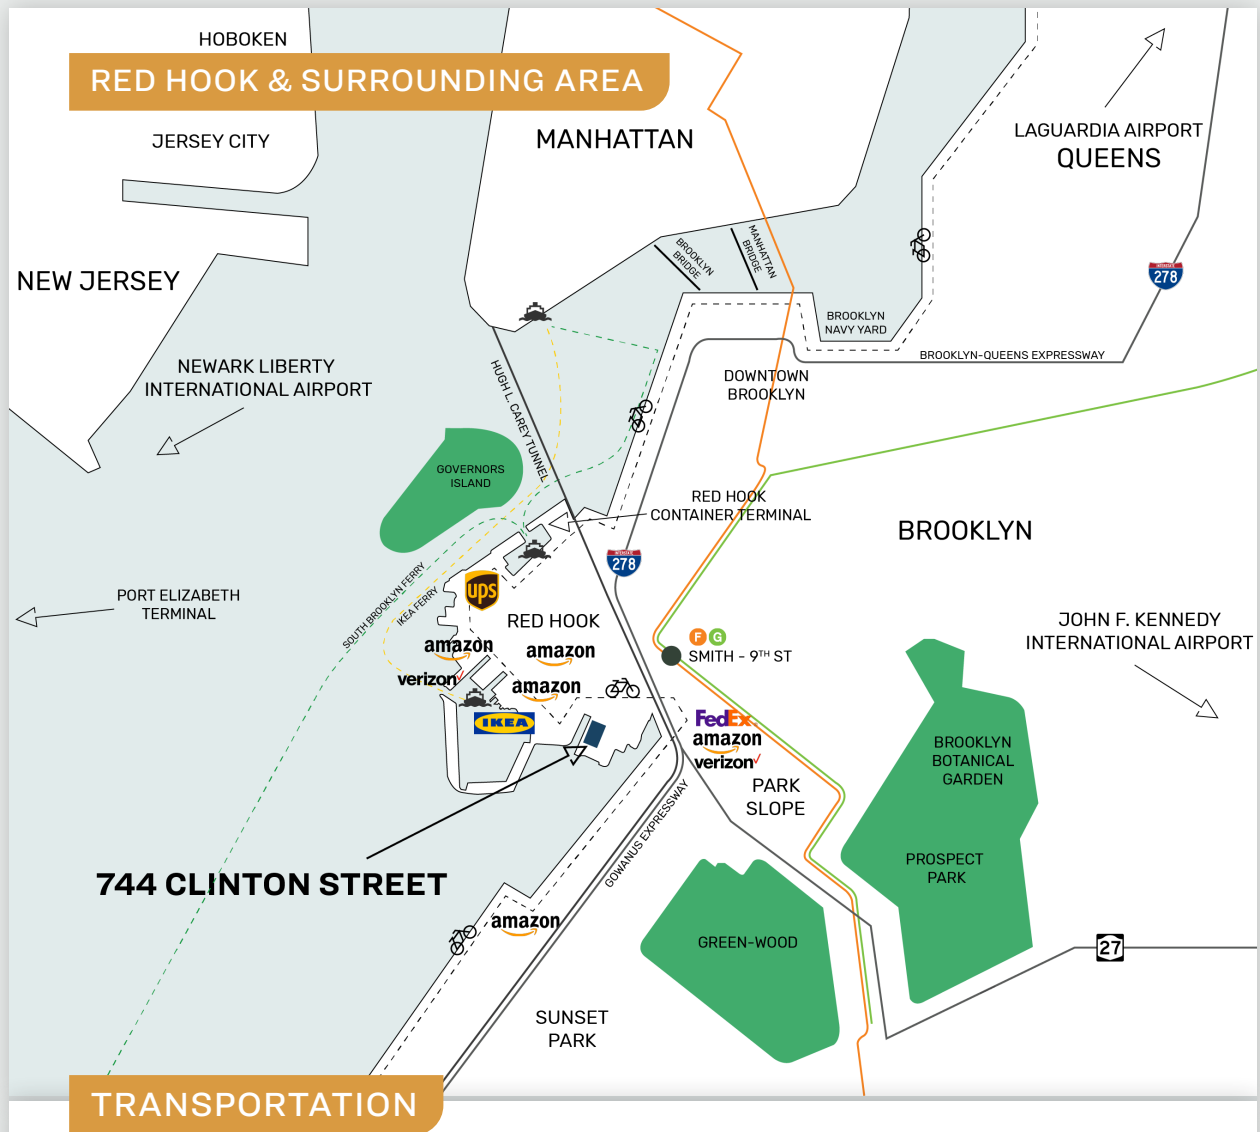 HOBOKEN
RED HOOK & SURROUNDING AREA
JERSEY CITY
MANHATTAN
LAGUARDIA AIRPORT
QUEENS
NEW JERSEY
BROOKLYN
BRIDGE
MANHATTAN
BRIDGE
INTERSTATE
278
BROOKLYN
NAVY YARD
BROOKLYN-QUEENS EXPRESSWAY
NEWARK LIBERTY
INTERNATIONAL AIRPORT
HUGH L. CAREY TUNNEL
DOWNTOWN
BROOKLYN
GOVERNORS
ISLAND
RED HOOK
CONTAINER TERMINAL
BROOKLYN
INTERSTATE
278
PORT ELIZABETH
TERMINAL
SOUTH BROOKLYN FERRY
IKEA FERRY
ups
RED HOOK
F G
SMITH - 9TH ST
JOHN F. KENNEDY
INTERNATIONAL AIRPORT
amazon
amazon
verizon
amazon
IKEA
FedEx
amazon
verizon
PARK
SLOPE
BROOKLYN
BOTANICAL
GARDEN
GOWANUS EXPRESSWAY
744 CLINTON STREET
PROSPECT
PARK
amazon
GREEN-WOOD
27
SUNSET
PARK
TRANSPORTATION